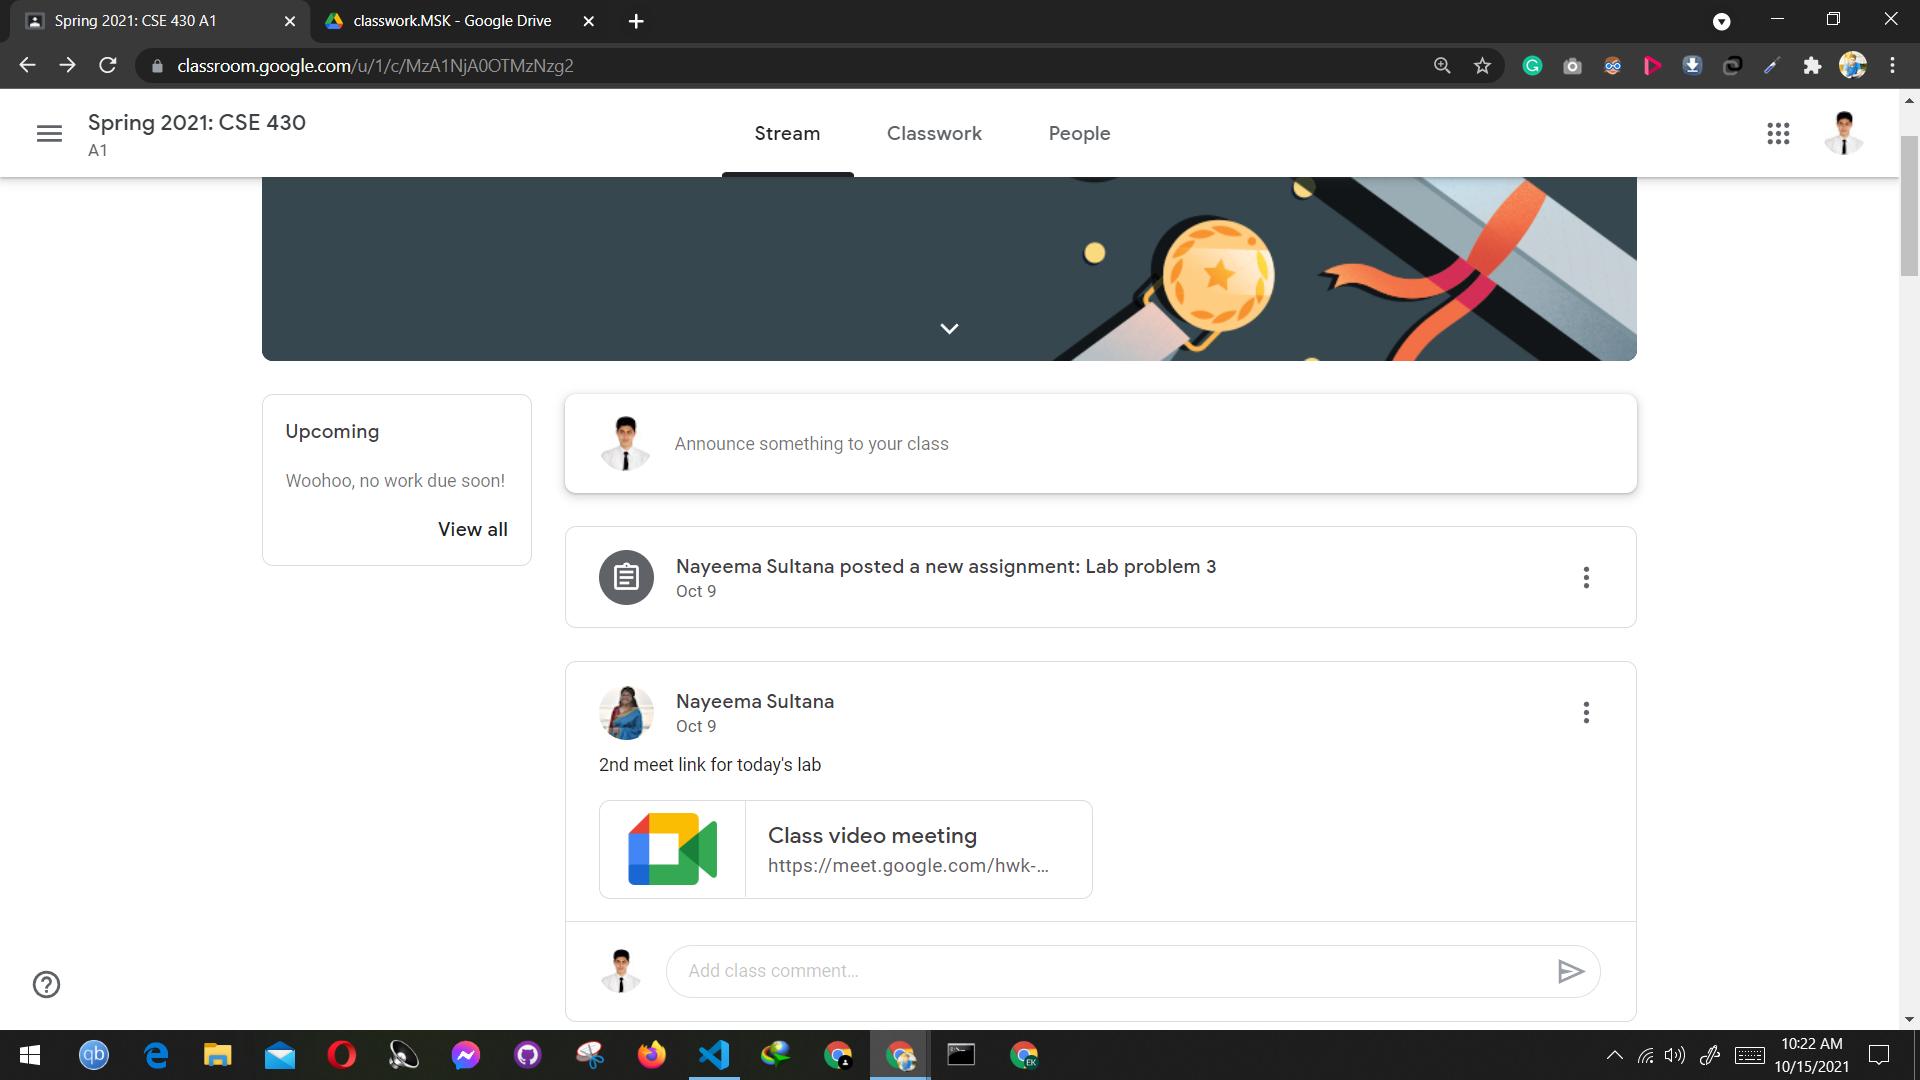 Spring 2021: CSE 430 A1
classwork.MSK - Google Drive
classroom.google.com/u/1/c/MzA1NjA0OTMzNzg2
Spring 2021: CSE 430
A1
Stream
Classwork
People
Upcoming
Woohoo, no work due soon!
View all
Announce something to your class
Nayeema Sultana posted a new assignment: Lab problem 3
Oct 9
Nayeema Sultana
Oct 9
2nd meet link for today's lab
Class video meeting
https://meet.google.com/hwk-...
Add class comment...
qb
EK
10:22 AM
10/15/2021